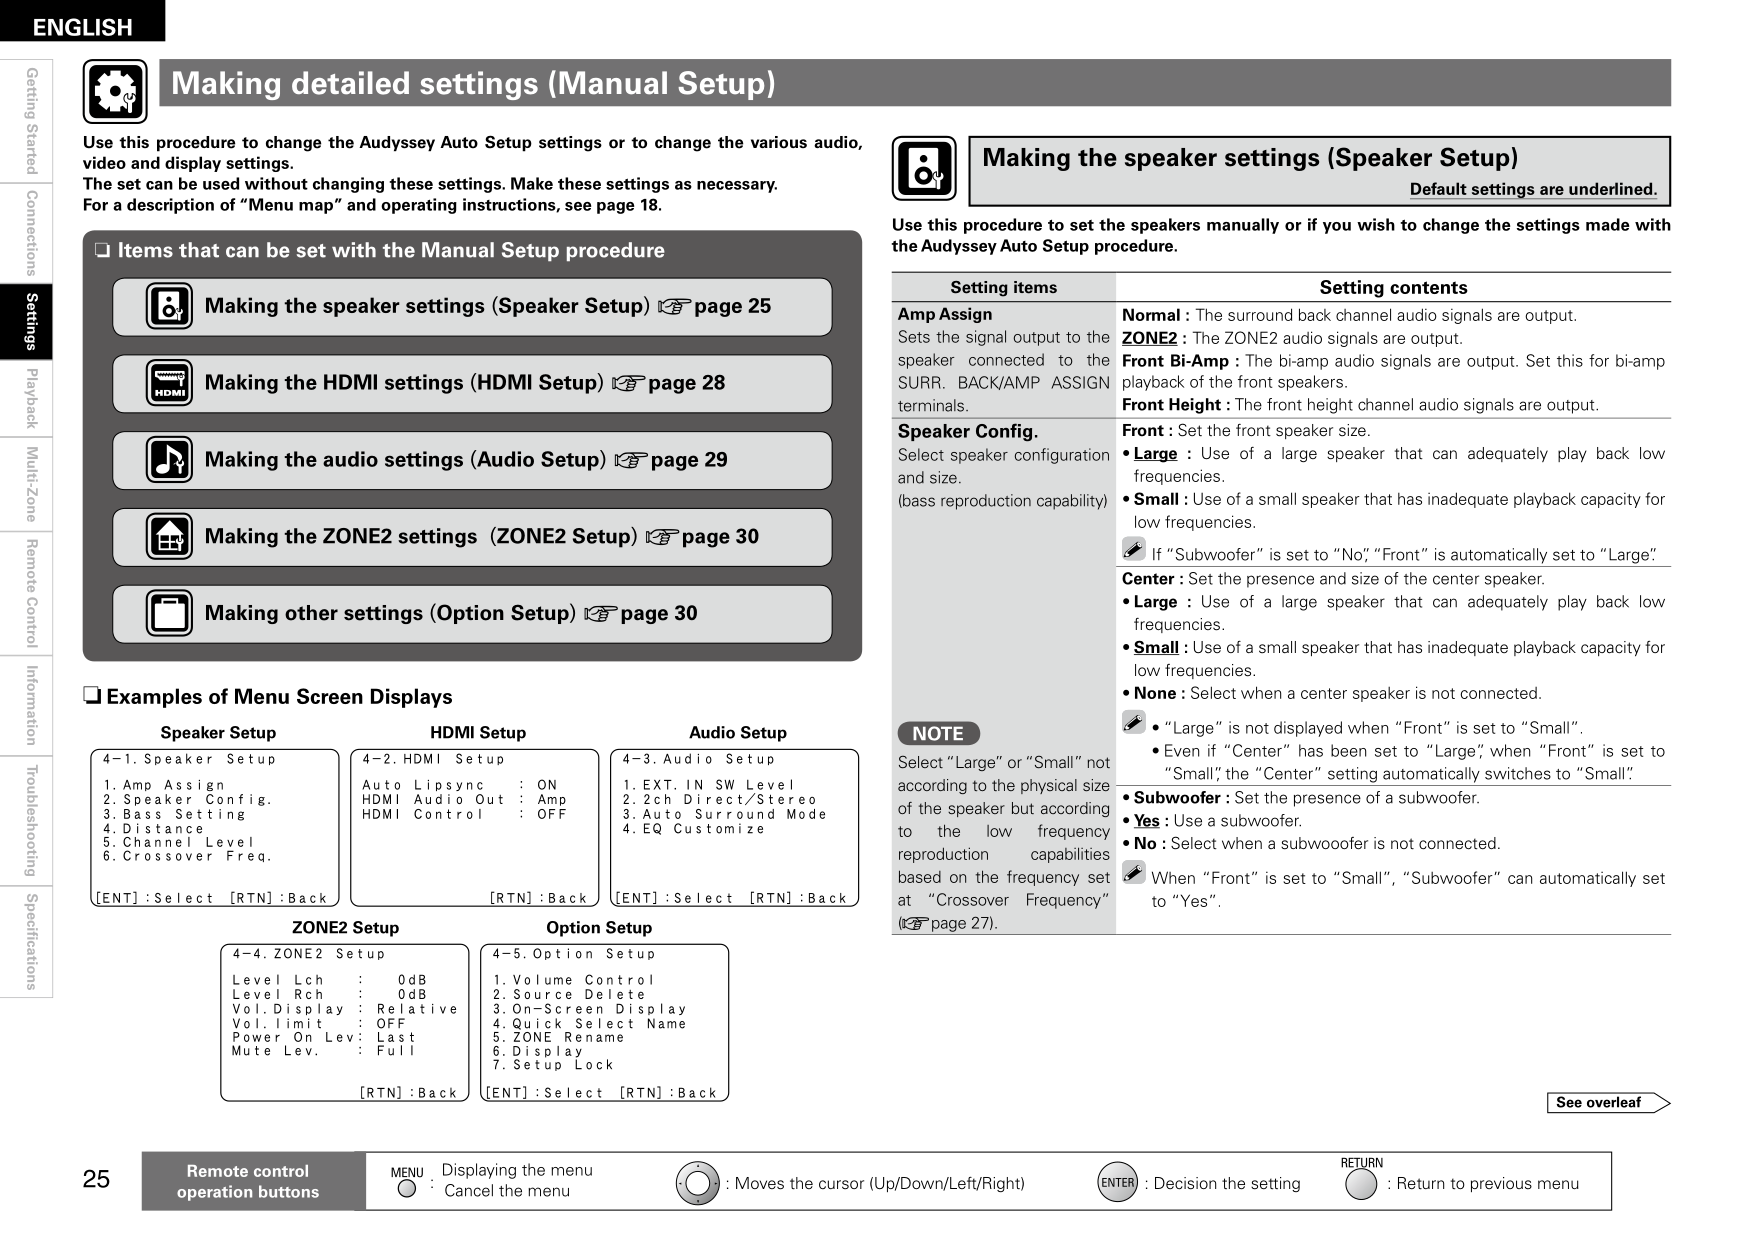 ENGLISH
Getting Started
Connections
Settings
Playback
Multi-Zone
Remote Control
Information
Troubleshooting
Specifications
Making detailed settings (Manual Setup)
Use this procedure to change the Audyssey Auto Setup settings or to change the various audio,
video and display settings.
The set can be used without changing these settings. Make these settings as necessary.
For a description of “Menu map” and operating instructions, see page 18.
❏ Items that can be set with the Manual Setup procedure
Making the speaker settings (Speaker Setup) ☞page 25
HDMI
Making the HDMI settings (HDMI Setup) ☞page 28
Making the audio settings (Audio Setup) ☞page 29
Making the ZONE2 settings (ZONE2 Setup) ☞page 30
Making other settings (Option Setup) ☞page 30
❏ Examples of Menu Screen Displays
Speaker Setup
4-1. Speaker Setup
1. Amp Assign
2. Speaker Config.
3. Bass Setting
4. Distance
5. Channel Level
6. Crossover Freq.
[ENT] : Select [RTN] : Back
HDMI Setup
4-2. HDMI Setup
Auto Lipsync : ON
HDMI Audio Out : Amp
HDMI Control : OFF
[RTN] : Back
Audio Setup
4-3. Audio Setup
1. EXT. IN SW Level
2. 2ch Direct/Stereo
3. Auto Surround Mode
4. EQ Customize
[ENT] : Select [RTN] : Back
ZONE2 Setup
4-4. ZONE2 Setup
Level Lch : 0dB
Level Rch : 0dB
Vol. Display : Relative
Vol. limit : OFF
Power On Lev: Last
Mute Lev. : Full
[RTN] : Back
Option Setup
4-5. Option Setup
1. Volume Control
2. Source Delete
3. On-Screen Display
4. Quick Select Name
5. ZONE Rename
6. Display
7. Setup Lock
[ENT] : Select [RTN] : Back
Making the speaker settings (Speaker Setup)
Default settings are underlined.
Use this procedure to set the speakers manually or if you wish to change the settings made with
the Audyssey Auto Setup procedure.
Setting items
Setting contents
Amp Assign
Sets the signal output to the
speaker connected to the
SURR. BACK/AMP ASSIGN
terminals.
Normal : The surround back channel audio signals are output.
ZONE2 : The ZONE2 audio signals are output.
Front Bi-Amp : The bi-amp audio signals are output. Set this for bi-amp
playback of the front speakers.
Front Height : The front height channel audio signals are output.
Speaker Config.
Select speaker configuration
and size.
(bass reproduction capability)
NOTE
Select “Large” or “Small” not
according to the physical size
of the speaker but according
to the low frequency
reproduction capabilities
based on the frequency set
at “Crossover Frequency”
(☞page 27).
Front : Set the front speaker size.
• Large : Use of a large speaker that can adequately play back low
frequencies.
• Small : Use of a small speaker that has inadequate playback capacity for
low frequencies.
If “Subwoofer” is set to “No”, “Front” is automatically set to “Large”.
Center : Set the presence and size of the center speaker.
• Large : Use of a large speaker that can adequately play back low
frequencies.
• Small : Use of a small speaker that has inadequate playback capacity for
low frequencies.
• None : Select when a center speaker is not connected.
• “Large” is not displayed when “Front” is set to “Small”.
• Even if “Center” has been set to “Large”, when “Front” is set to
“Small”, the “Center” setting automatically switches to “Small”.
• Subwoofer : Set the presence of a subwoofer.
• Yes : Use a subwoofer.
• No : Select when a subwooofer is not connected.
When “Front” is set to “Small”, “Subwoofer” can automatically set
to “Yes”.
See overleaf
25
Remote control
operation buttons
MENU
: Displaying the menu
Cancel the menu
: Moves the cursor (Up/Down/Left/Right)
ENTER : Decision the setting
RETURN
: Return to previous menu